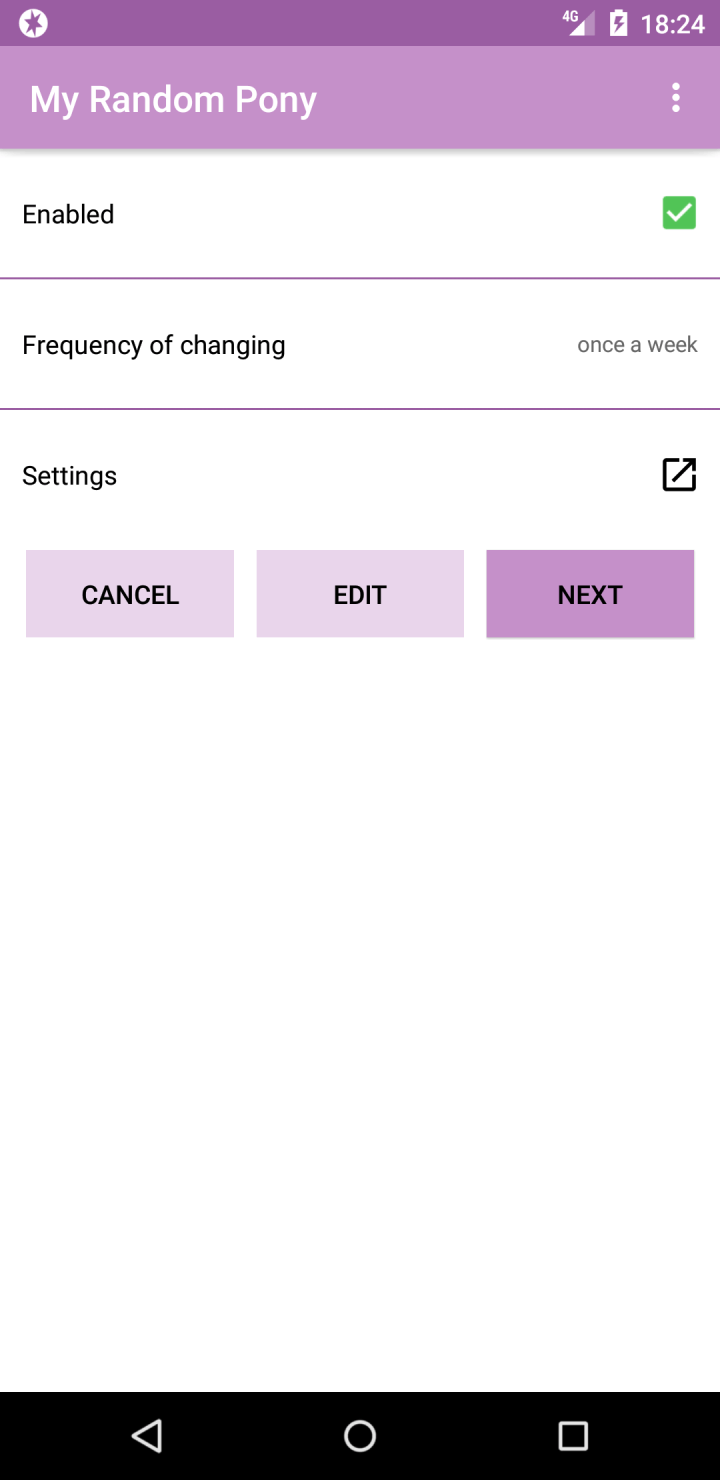 4G 18:24
My Random Pony
Enabled
Frequency of changing once a week
Settings
CANCEL EDIT NEXT